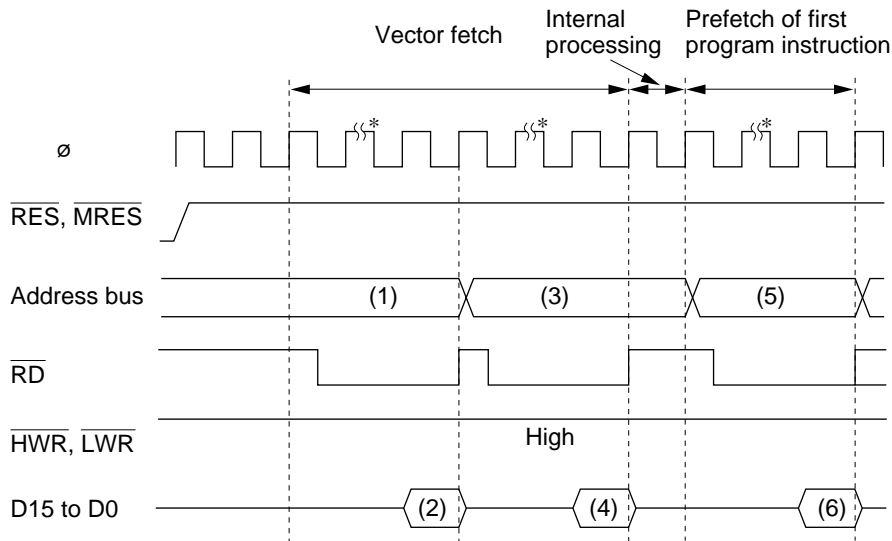 Vector fetch
Internal
processing
Prefetch of first
program instruction
ø
* * *
RES, MRES
Address bus (1) (3) (5)
RD
HWR, LWR High
D15 to D0 (2) (4) (6)